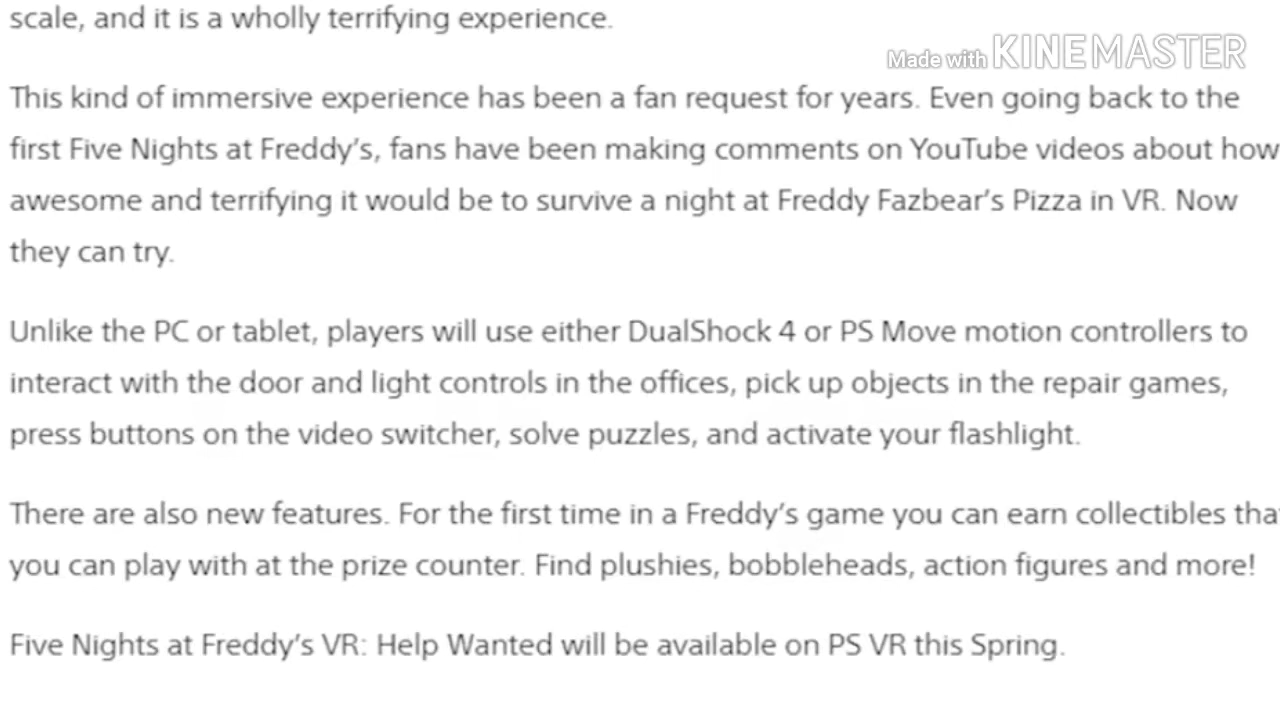 scale, and it is a wholly terrifying experience.
Made with KINEMASTER
This kind of immersive experience has been a fan request for years. Even going back to the
first Five Nights at Freddy's, fans have been making comments on YouTube videos about how
awesome and terrifying it would be to survive a night at Freddy Fazbear's Pizza in VR. Now
they can try.
Unlike the PC or tablet, players will use either DualShock 4 or PS Move motion controllers to
interact with the door and light controls in the offices, pick up objects in the repair games,
press buttons on the video switcher, solve puzzles, and activate your flashlight.
There are also new features. For the first time in a Freddy's game you can earn collectibles tha
you can play with at the prize counter. Find plushies, bobbleheads, action figures and more!
Five Nights at Freddy's VR: Help Wanted will be available on PS VR this Spring.